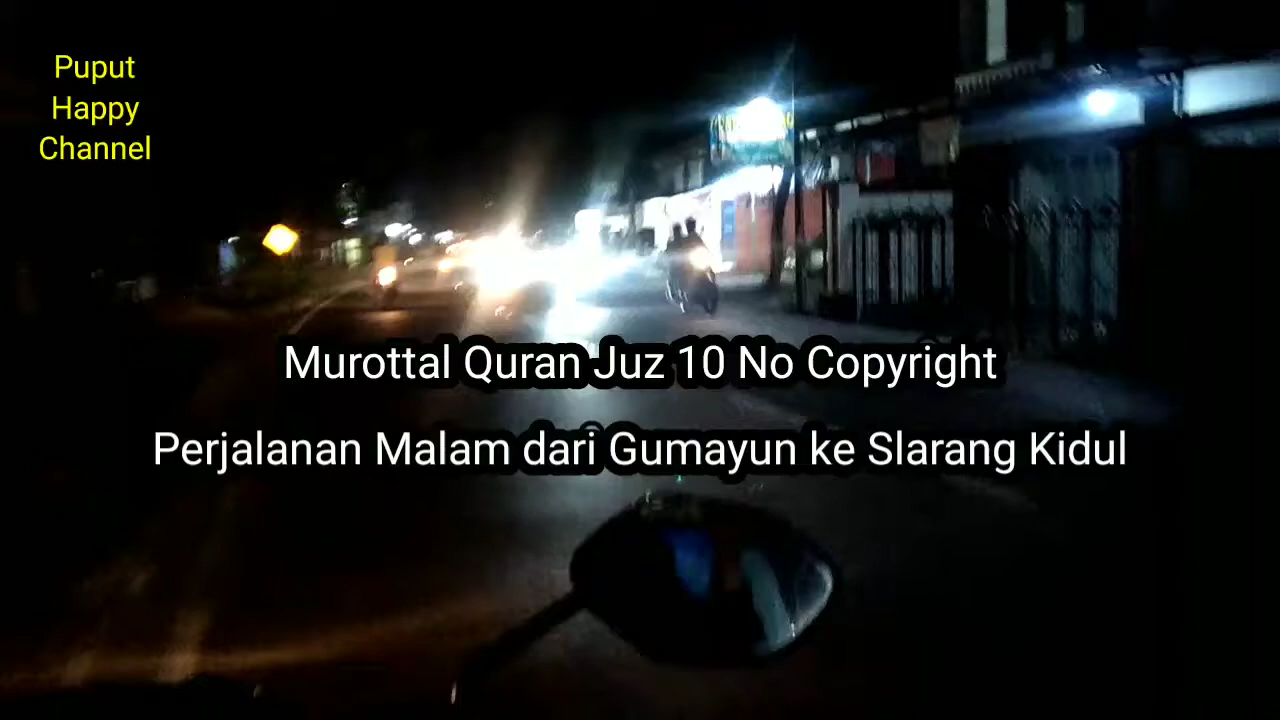 Puput
Happy
Channel
Murottal Quran Juz 10 No Copyright
Perjalanan Malam dari Gumayun ke Slarang Kidul